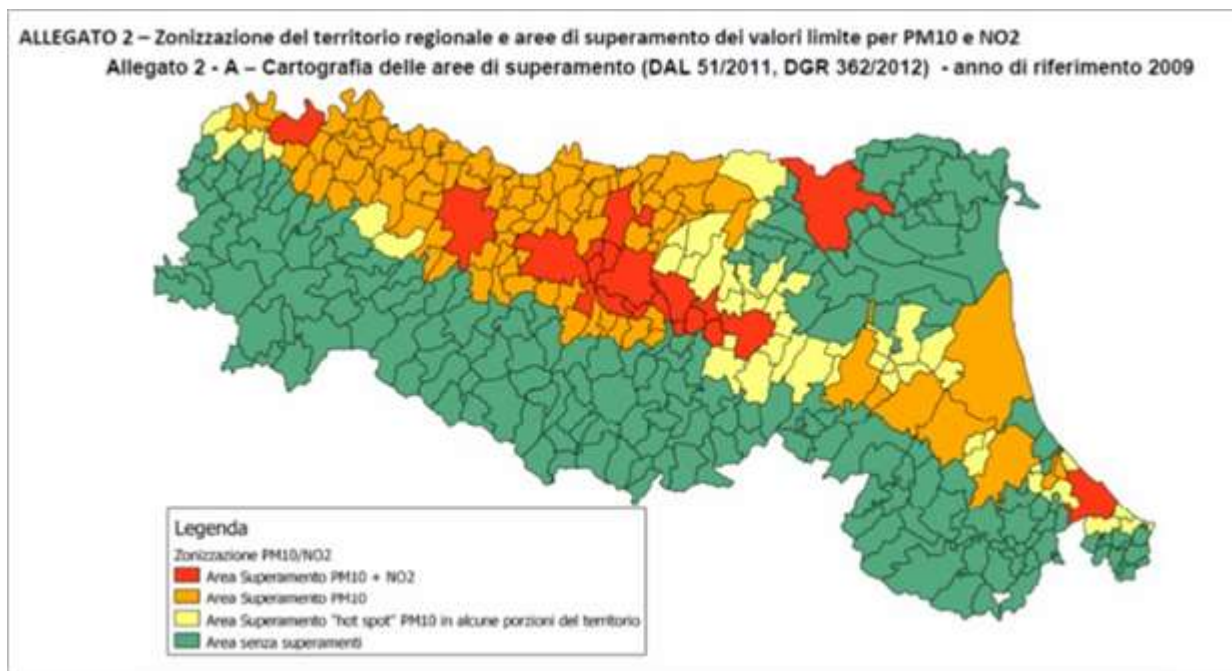 ALLEGATO 2 – Zonizzazione del territorio regionale e aree di superamento dei valori limite per PM10 e NO2
Allegato 2 - A – Cartografia delle aree di superamento (DAL 51/2011, DGR 362/2012) - anno di riferimento 2009
Legenda
Zonizzazione PM10/NO2
Area Superamento PM10 + NO2
Area Superamento PM10
Area Superamento "hot spot" PM10 in alcune porzioni del territorio
Area senza superamenti